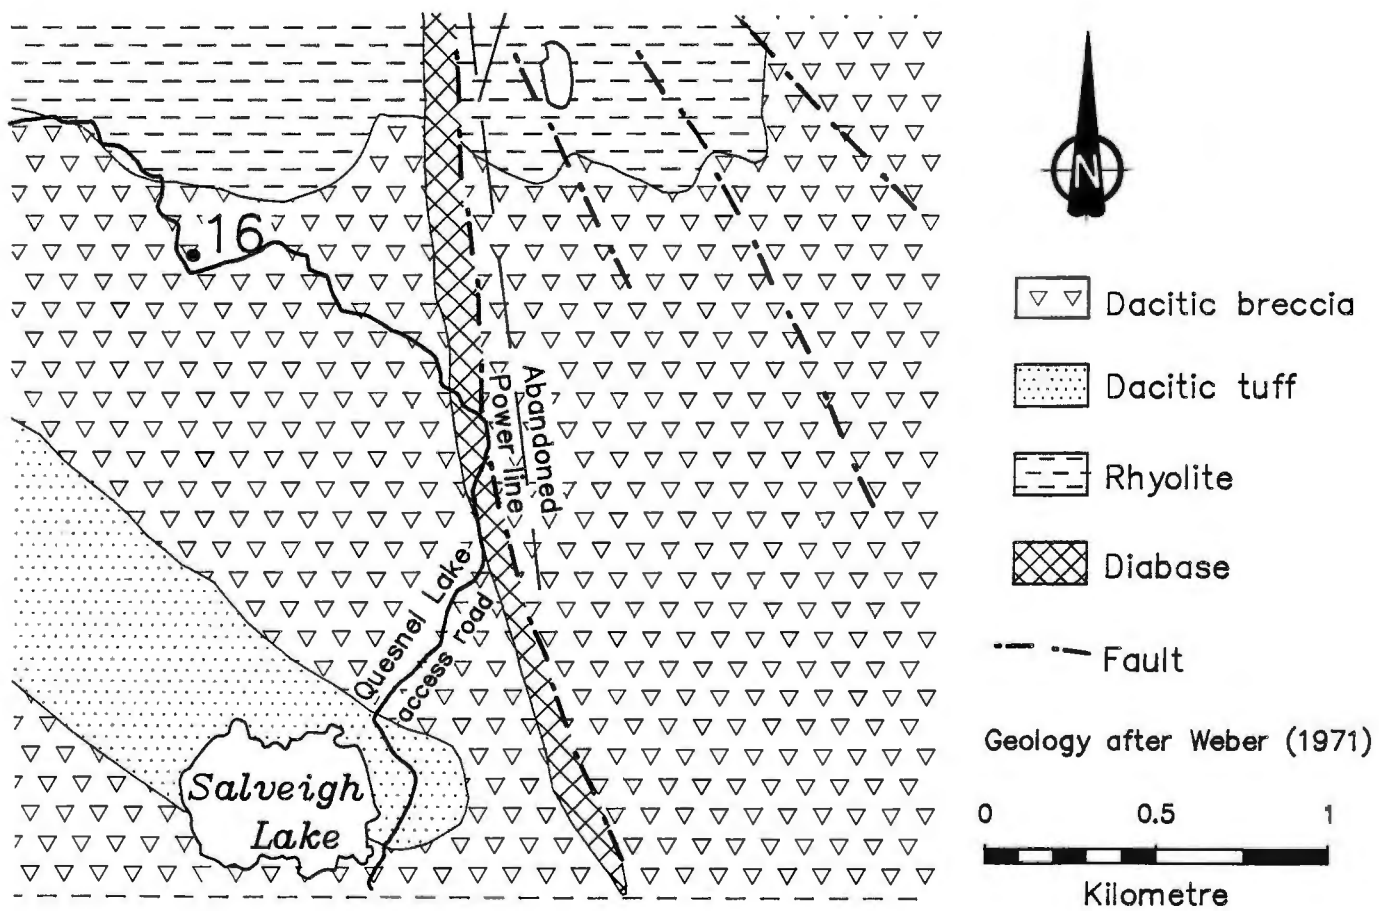 16
Abandoned
Power line
Quesnel Lake
access road
Salveigh
Lake
N
Dacitic breccia
Dacitic tuff
Rhyolite
Diabase
Fault
Geology after Weber (1971)
0 0.5 1
Kilometre